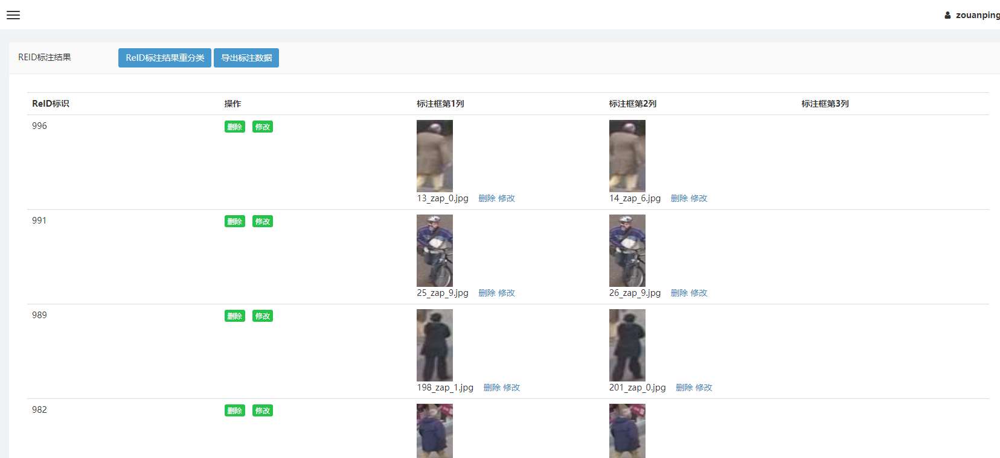 zouanping
REID标注结果 ReID标注结果重分类 导出标注数据
ReID标识 操作 标注框第1列 标注框第2列 标注框第3列
996 删除 修改
13_zap_0.jpg 删除 修改 14_zap_6.jpg 删除 修改
991 删除 修改
25_zap_9.jpg 删除 修改 26_zap_9.jpg 删除 修改
989 删除 修改
198_zap_1.jpg 删除 修改 201_zap_0.jpg 删除 修改
982 删除 修改